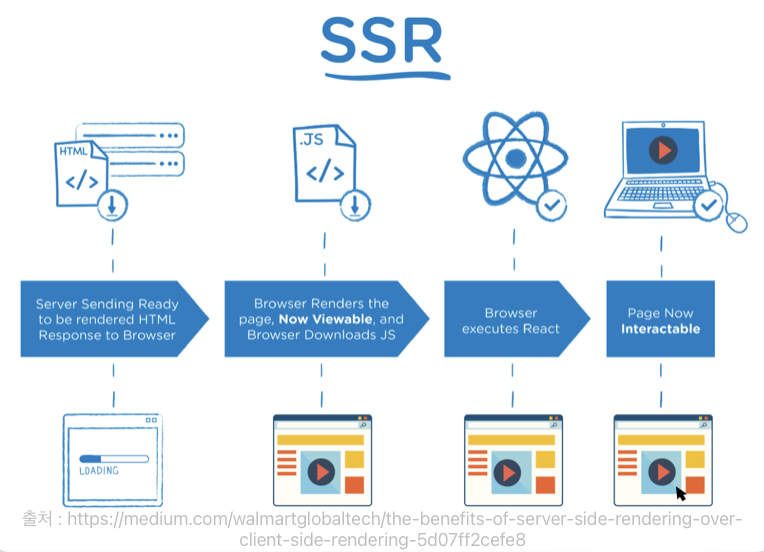 SSR
HTML
</>
.JS
</>
Server Sending Ready
to be rendered HTML
Response to Browser
Browser Renders the
page, Now Viewable, and
Browser Downloads JS
Browser
executes React
Page Now
Interactable
LOADING
출처 : https://medium.com/walmartglobaltech/the-benefits-of-server-side-rendering-over-
client-side-rendering-5d07ff2cefe8